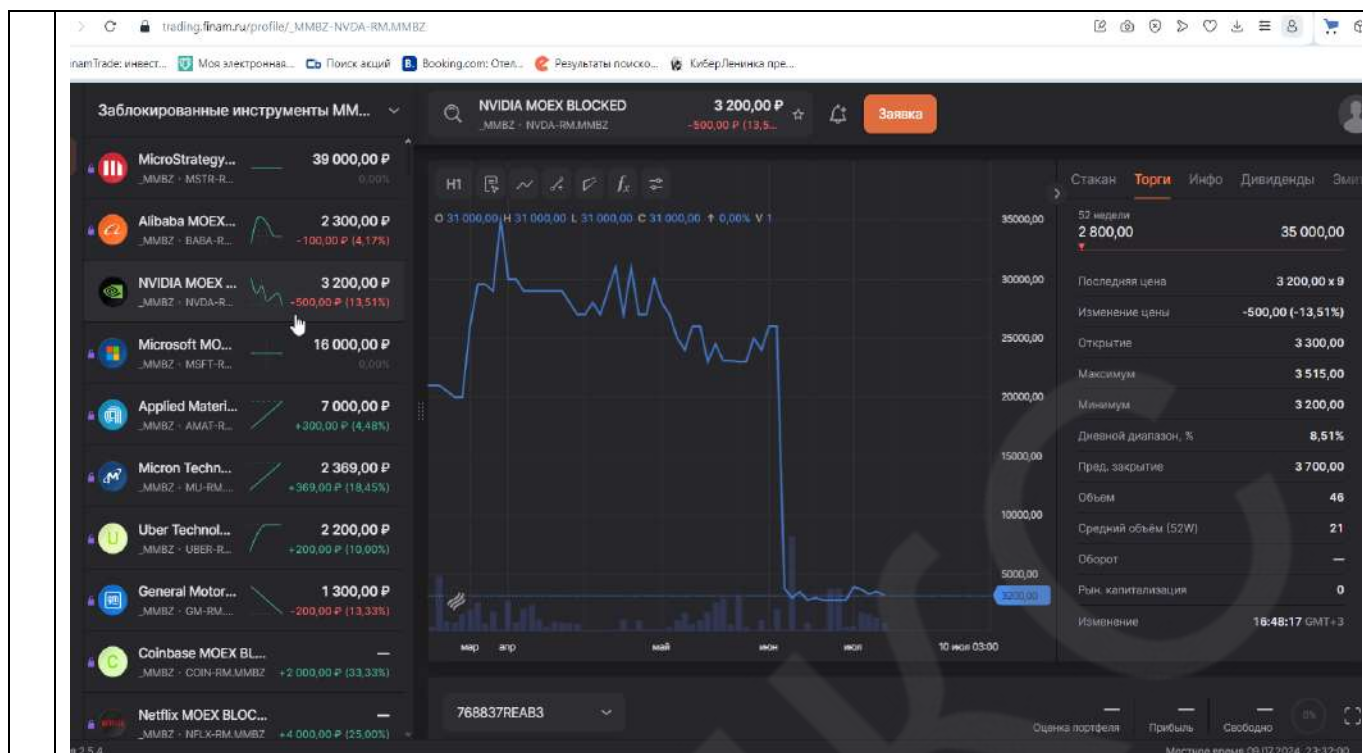 trading.finam.ru/profile/_MMBZ-NVDA-RM.MMBZ
inamTrade: инвест... Моя электронная... Поиск акций Booking.com: Отел... Результаты поиско... КиберЛенинка пре...
Заблокированные инструменты ММ...
NVIDIA MOEX BLOCKED
_MMBZ · NVDA-RM.MMBZ
3 200,00 ₽
-500,00 ₽ (13,5...
Заявка
MicroStrategy... 39 000,00 ₽
_MMBZ · MSTR-R... 0,00%
Alibaba MOEX... 2 300,00 ₽
_MMBZ · BABA-R... -100,00 ₽ (4,17%)
NVIDIA MOEX ... 3 200,00 ₽
_MMBZ · NVDA-R... -500,00 ₽ (13,51%)
Microsoft MO... 16 000,00 ₽
_MMBZ · MSFT-R... 0,00%
Applied Materi... 7 000,00 ₽
_MMBZ · AMAT-R... +300,00 ₽ (4,48%)
Micron Techn... 2 369,00 ₽
_MMBZ · MU-RM.... +369,00 ₽ (18,45%)
Uber Technol... 2 200,00 ₽
_MMBZ · UBER-R... +200,00 ₽ (10,00%)
General Motor... 1 300,00 ₽
_MMBZ · GM-RM.... -200,00 ₽ (13,33%)
Coinbase MOEX BL... —
_MMBZ · COIN-RM.MMBZ +2 000,00 ₽ (33,33%)
Netflix MOEX BLOC... —
_MMBZ · NFLX-RM.MMBZ +4 000,00 ₽ (25,00%)
H1
О 31 000,00 H 31 000,00 L 31 000,00 C 31 000,00 ↑ 0,00% V 1
35000,00
30000,00
25000,00
20000,00
15000,00
10000,00
5000,00
3200,00
мар апр май июн июл 10 июл 03:00
Стакан Торги Инфо Дивиденды Эми
52 недели
2 800,00 35 000,00
Последняя цена 3 200,00 x 9
Изменение цены -500,00 (-13,51%)
Открытие 3 300,00
Максимум 3 515,00
Минимум 3 200,00
Дневной диапазон, % 8,51%
Пред. закрытие 3 700,00
Объем 46
Средний объём (52W) 21
Оборот —
Рын. капитализация 0
Изменение 16:48:17 GMT+3
768837REAB3
— — — 0%
Оценка портфеля Прибыль Свободно
2.5.4 Местное время 09.07.2024, 23:32:00